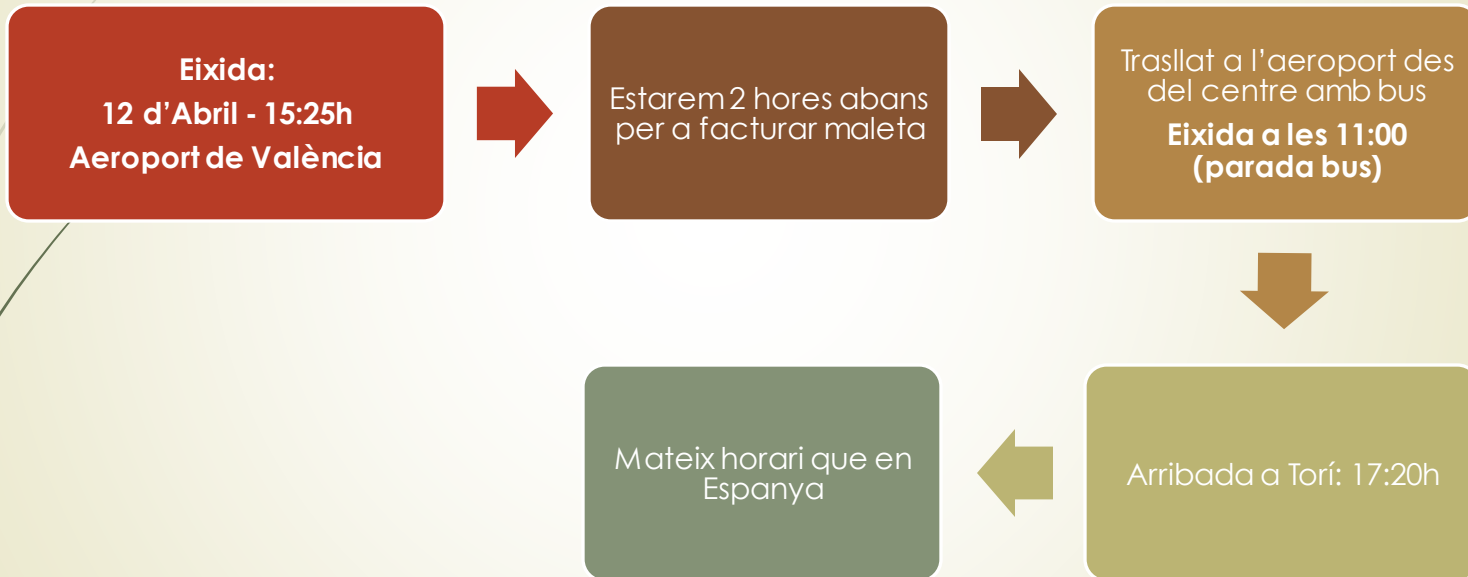 Eixida:
12 d'Abril - 15:25h
Aeroport de València
Estarem 2 hores abans
per a facturar maleta
Trasllat a l’aeroport des
del centre amb bus
Eixida a les 11:00
(parada bus)
Arribada a Torí: 17:20h
Mateix horari que en
Espanya